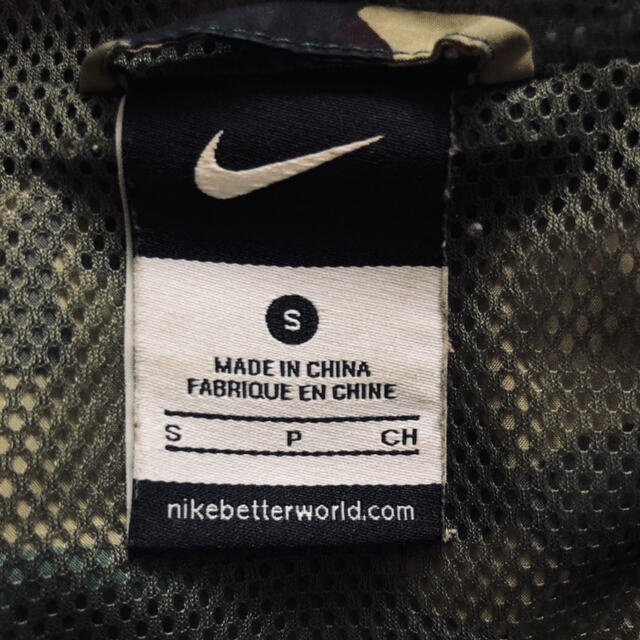 S
MADE IN CHINA
FABRIQUE EN CHINE
S P CH
nikebetterworld.com